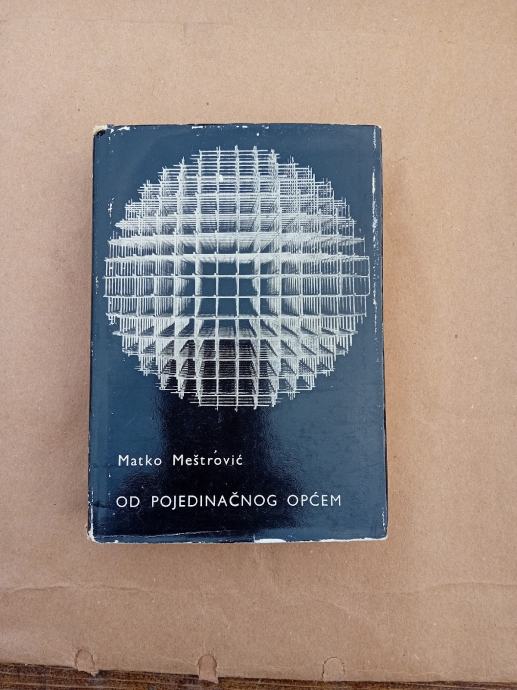 Matko Meštrović
OD POJEDINAČNOG OPĆEM